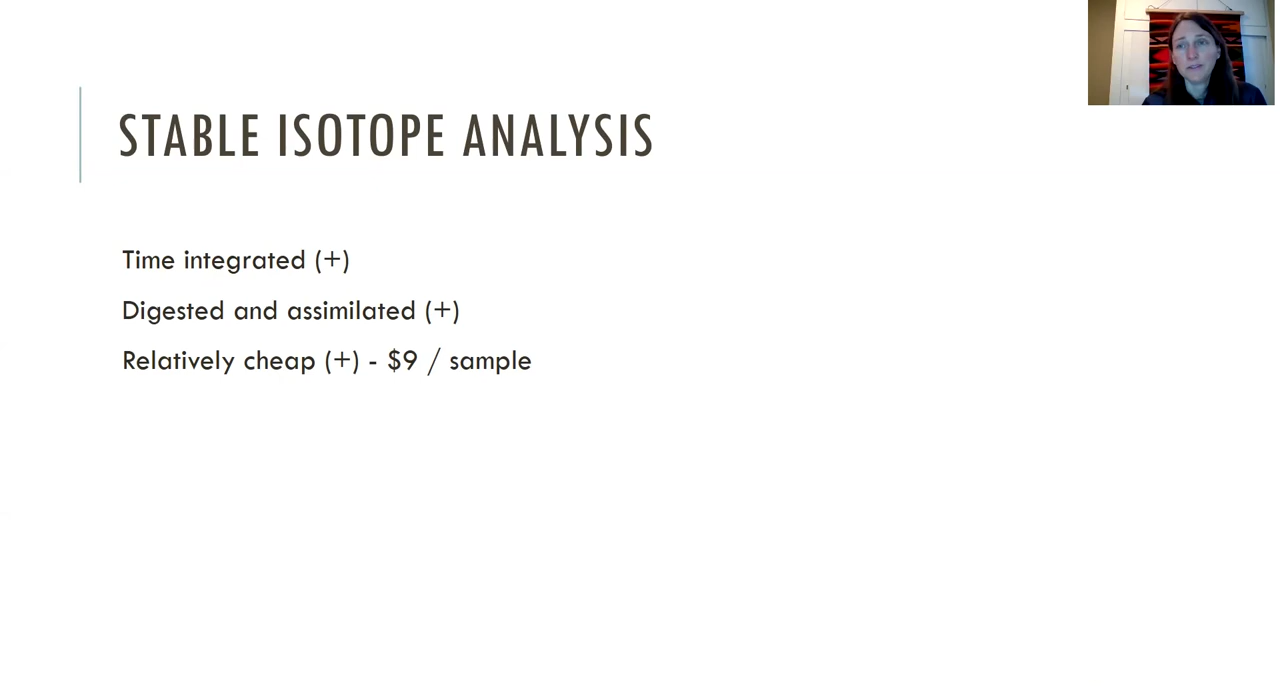 STABLE ISOTOPE ANALYSIS
Time integrated (+)
Digested and assimilated (+)
Relatively cheap (+) - $9 / sample